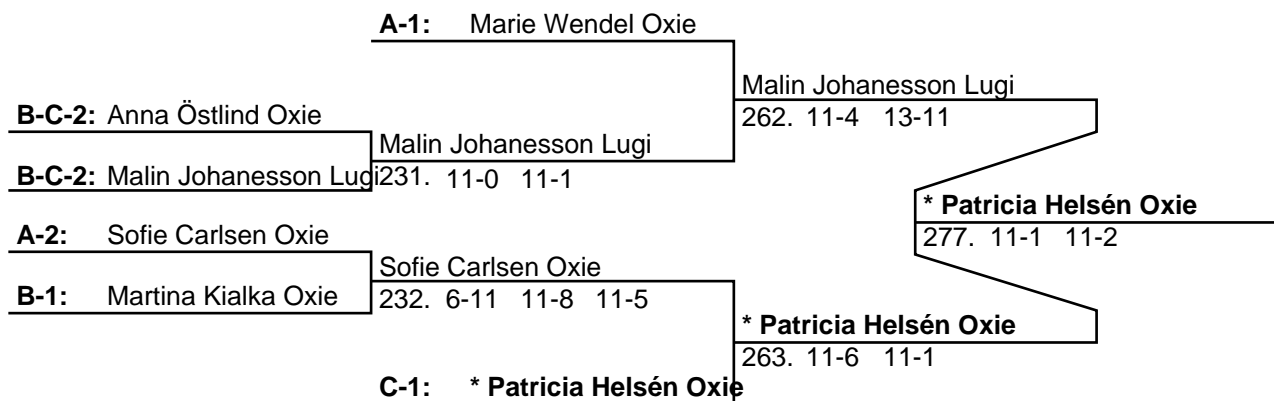 A-1: Marie Wendel Oxie
Malin Johanesson Lugi
B-C-2: Anna Östlind Oxie
262. 11-4 13-11
Malin Johanesson Lugi
B-C-2: Malin Johanesson Lugi
231. 11-0 11-1
* Patricia Helsén Oxie
A-2: Sofie Carlsen Oxie
277. 11-1 11-2
Sofie Carlsen Oxie
B-1: Martina Kialka Oxie
232. 6-11 11-8 11-5
* Patricia Helsén Oxie
263. 11-6 11-1
C-1: * Patricia Helsén Oxie